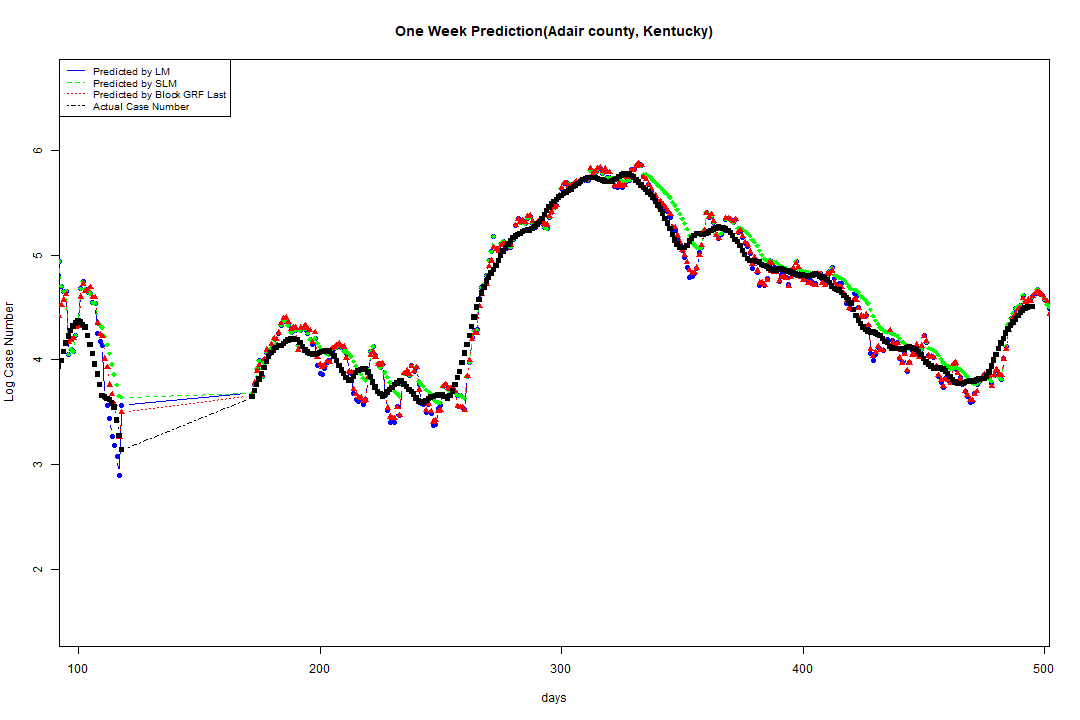 One Week Prediction(Adair county, Kentucky)
Predicted by LM
Predicted by SLM
Predicted by Block GRF Last
Actual Case Number
Log Case Number
6
5
4
3
2
100 200 300 400 500
days